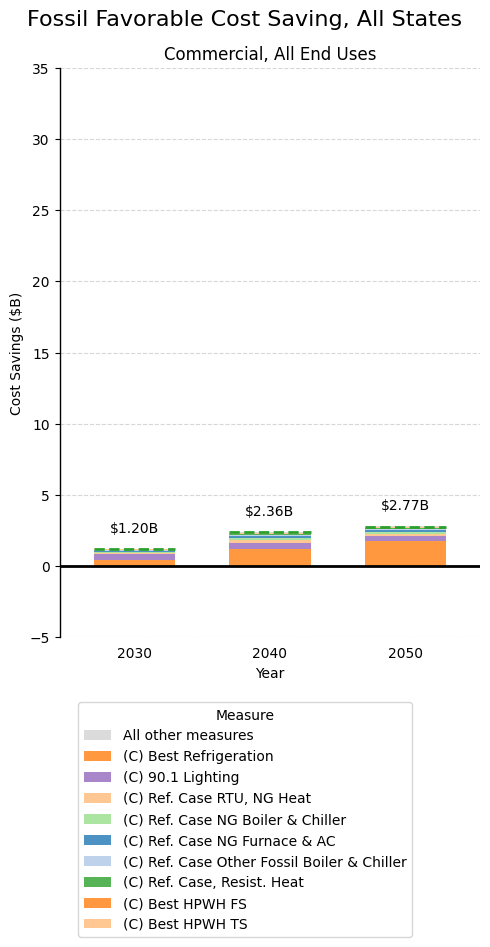 Fossil Favorable Cost Saving, All States
Commercial, All End Uses
35
30
25
20
15
10
5
0
−5
Cost Savings ($B)
$1.20B
$2.36B
$2.77B
2030
2040
2050
Year
Measure
All other measures
(C) Best Refrigeration
(C) 90.1 Lighting
(C) Ref. Case RTU, NG Heat
(C) Ref. Case NG Boiler & Chiller
(C) Ref. Case NG Furnace & AC
(C) Ref. Case Other Fossil Boiler & Chiller
(C) Ref. Case, Resist. Heat
(C) Best HPWH FS
(C) Best HPWH TS